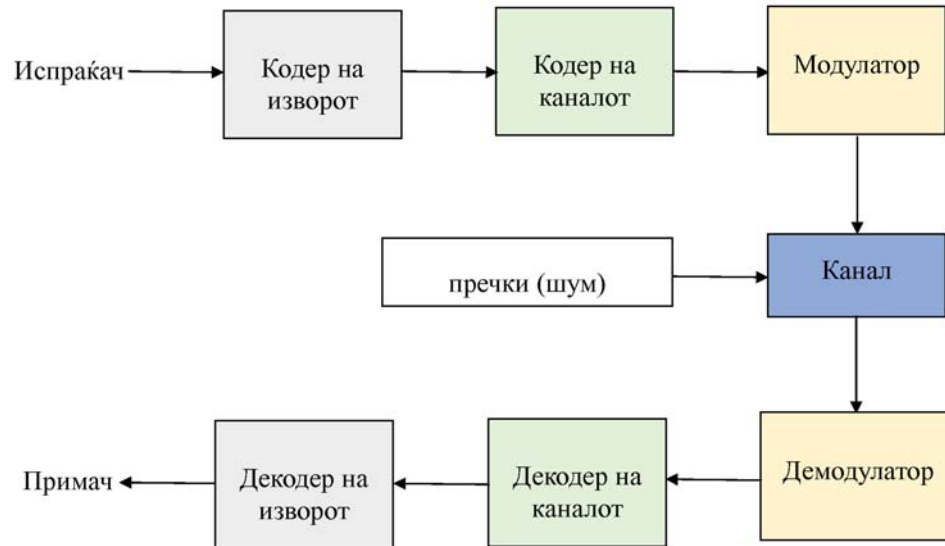 Испраќач
Кодер на
изворот
Кодер на
каналот
Модулатор
пречки (шум)
Канал
Примач
Декодер на
изворот
Декодер на
каналот
Демодулатор